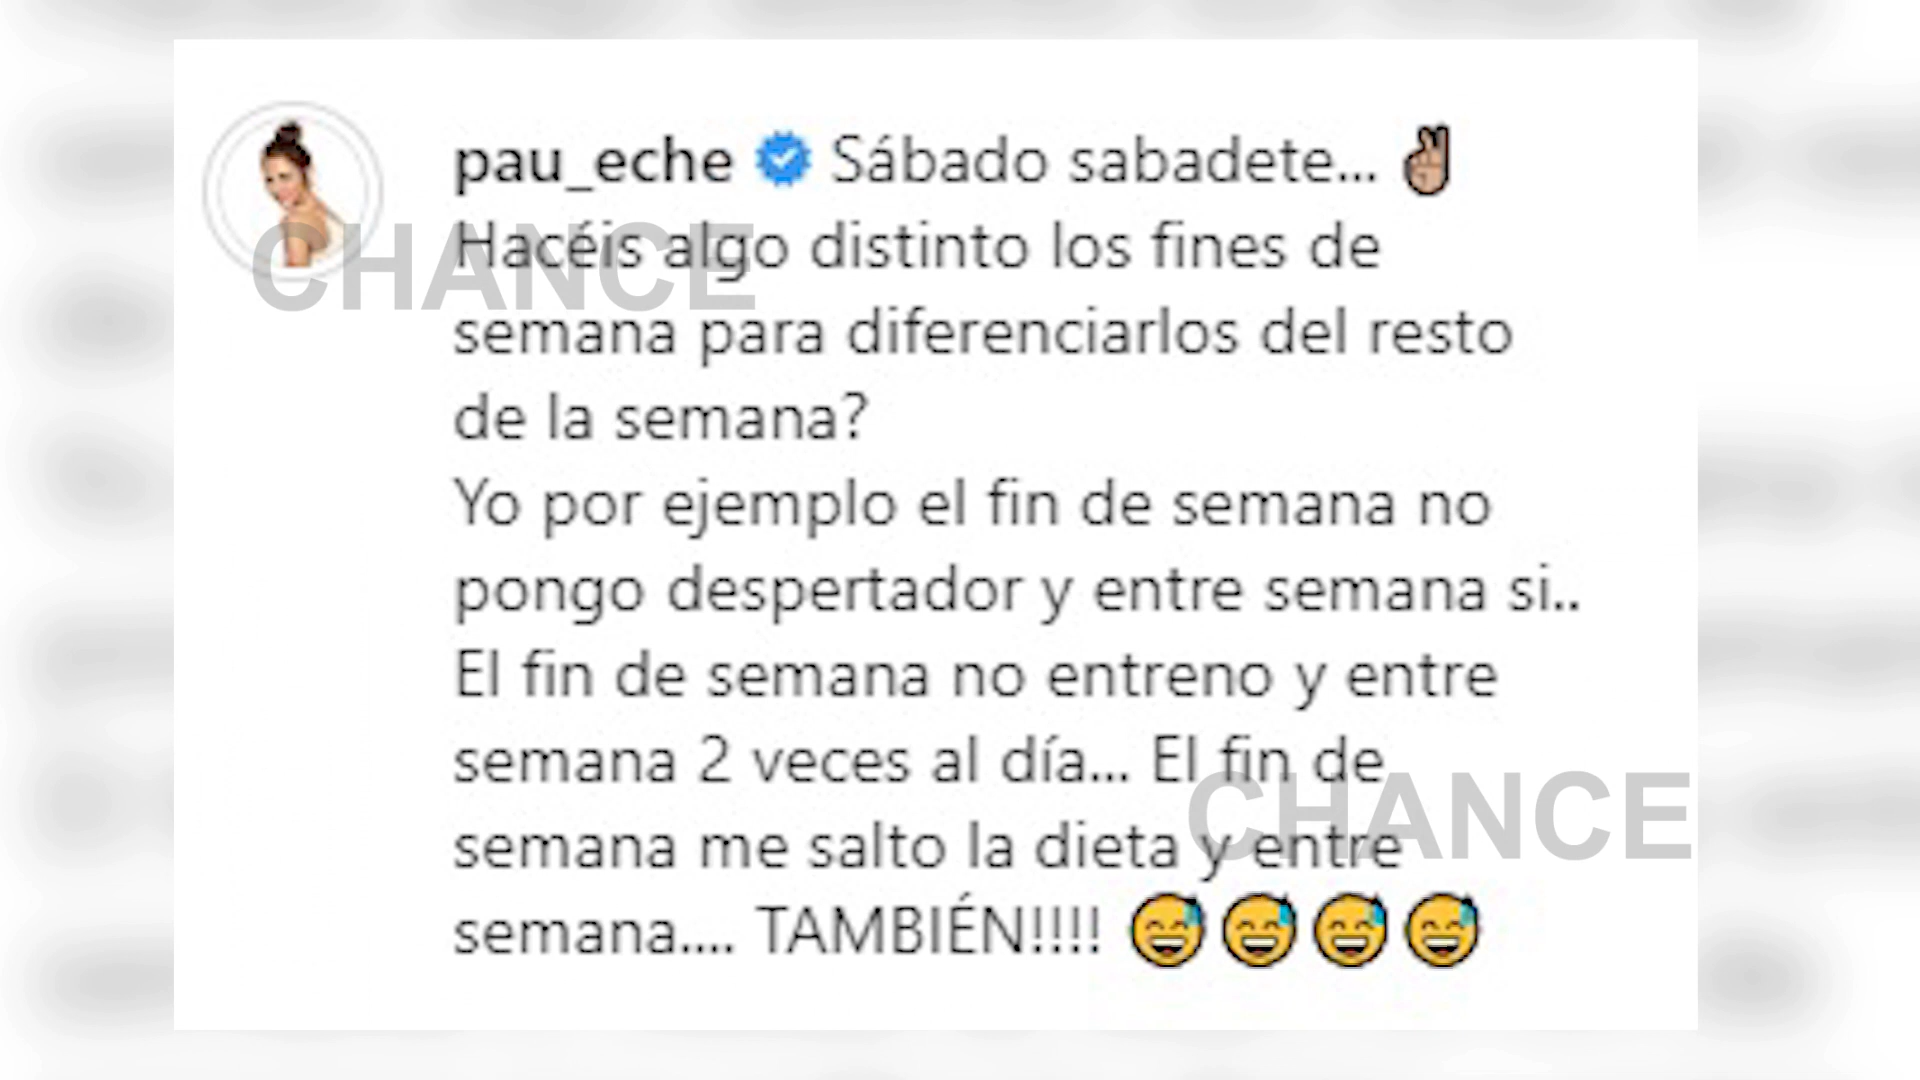 pau_eche Sábado sabadete... ✌🏽
CHANCE
Hacéis algo distinto los fines de
semana para diferenciarlos del resto
de la semana?
Yo por ejemplo el fin de semana no
pongo despertador y entre semana si..
El fin de semana no entreno y entre
semana 2 veces al día... El fin de
CHANCE
semana me salto la dieta y entre
semana.... TAMBIÉN!!!! 😅😅😅😅